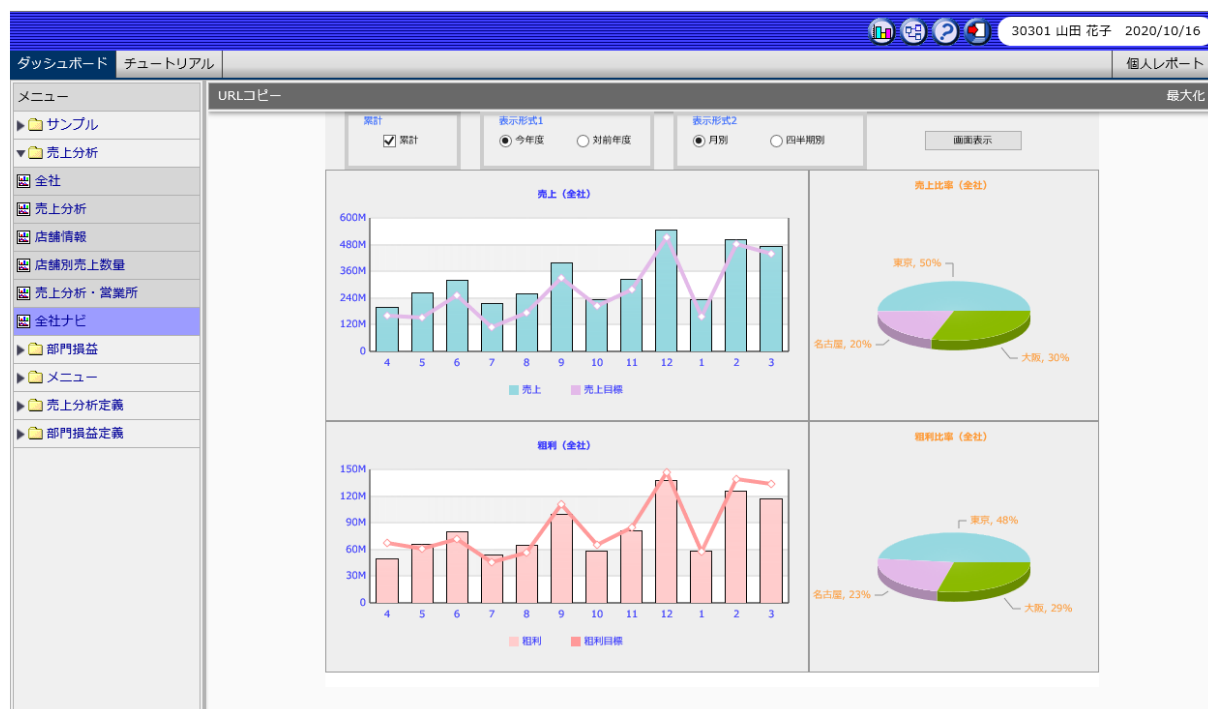 30301 山田 花子 2020/10/16
ダッシュボード チュートリアル 個人レポート
メニュー
URLコピー 最大化
サンプル
売上分析
全社
売上分析
店舗情報
店舗別売上数量
売上分析・営業所
全社ナビ
部門損益
メニュー
売上分析定義
部門損益定義
累計 表示形式1 表示形式2
累計 今年度 対前年度 月別 四半期別 画面表示
売上（全社）
600M
480M
360M
240M
120M
0
4 5 6 7 8 9 10 11 12 1 2 3
売上 売上目標
売上比率（全社）
東京, 50%
名古屋, 20%
大阪, 30%
粗利（全社）
150M
120M
90M
60M
30M
0
4 5 6 7 8 9 10 11 12 1 2 3
粗利 粗利目標
粗利比率（全社）
東京, 48%
名古屋, 23%
大阪, 29%